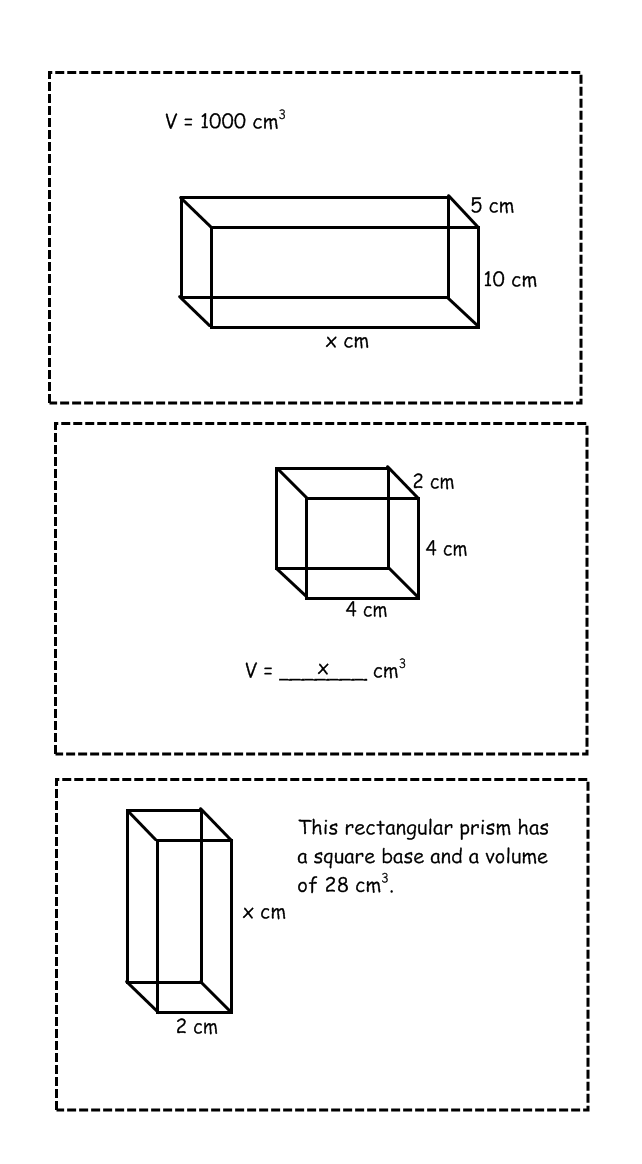 V = 1000 cm³
5 cm
10 cm
x cm
2 cm
4 cm
4 cm
V = ___x____ cm³
This rectangular prism has
a square base and a volume
of 28 cm³.
x cm
2 cm